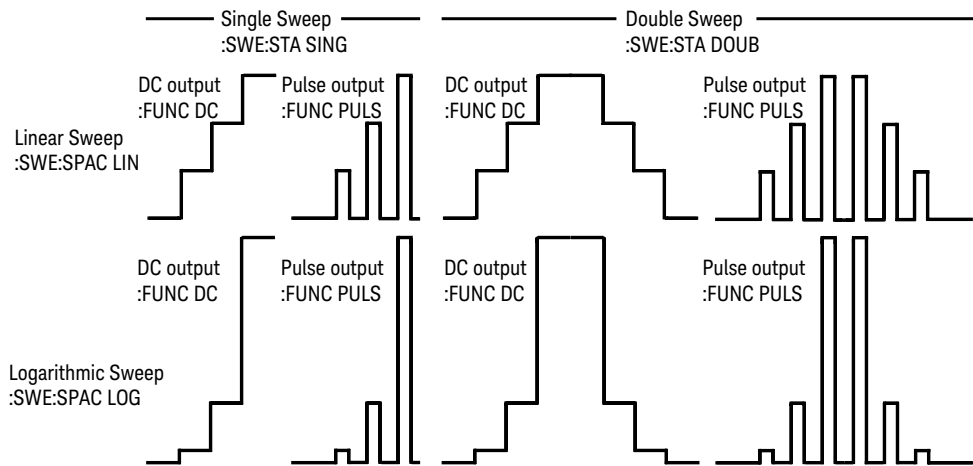 Single Sweep
:SWE:STA SING
Double Sweep
:SWE:STA DOUB
DC output
:FUNC DC
Pulse output
:FUNC PULS
DC output
:FUNC DC
Pulse output
:FUNC PULS
Linear Sweep
:SWE:SPAC LIN
DC output
:FUNC DC
Pulse output
:FUNC PULS
DC output
:FUNC DC
Pulse output
:FUNC PULS
Logarithmic Sweep
:SWE:SPAC LOG